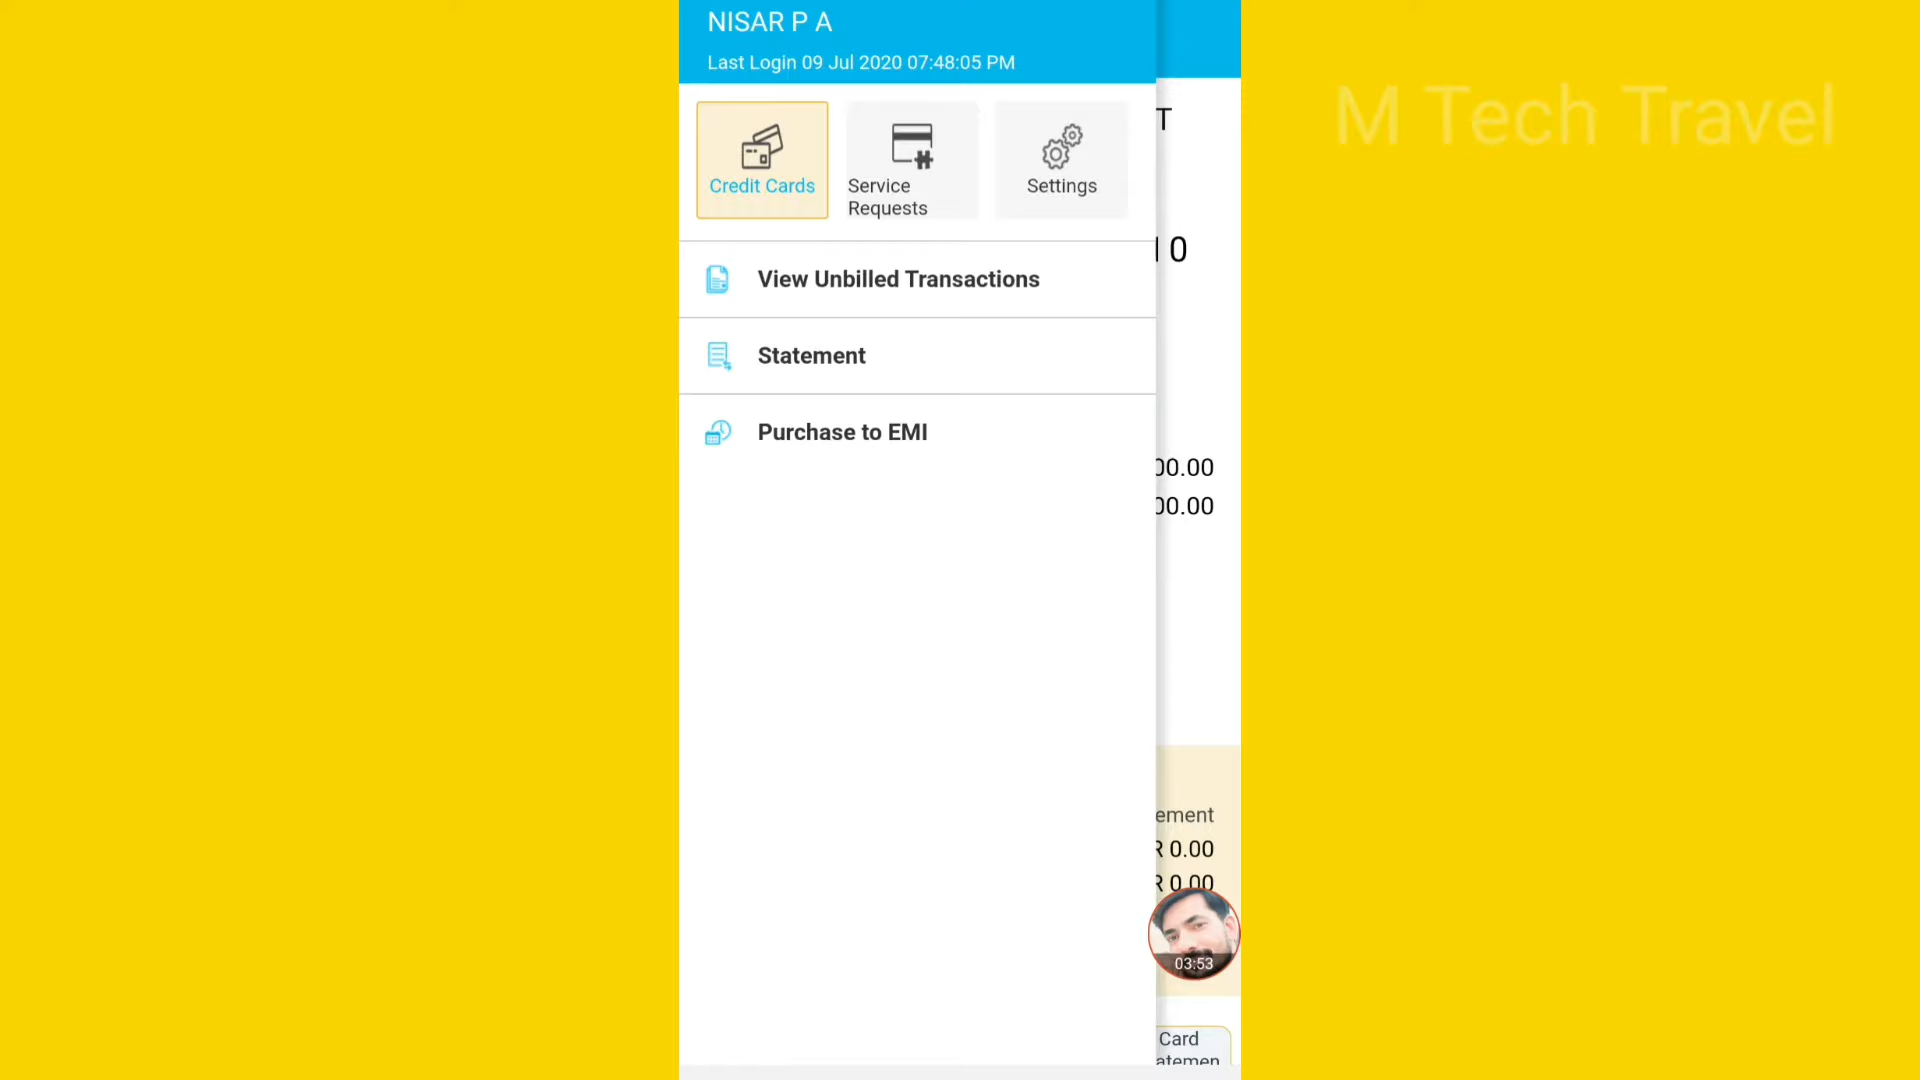 NISAR P A
Last Login 09 Jul 2020 07:48:05 PM
M Tech Travel
Credit Cards
Service
Requests
Settings
T
0
View Unbilled Transactions
Statement
Purchase to EMI
00.00
00.00
ement
R 0.00
R 0.00
03:53
Card
atemen